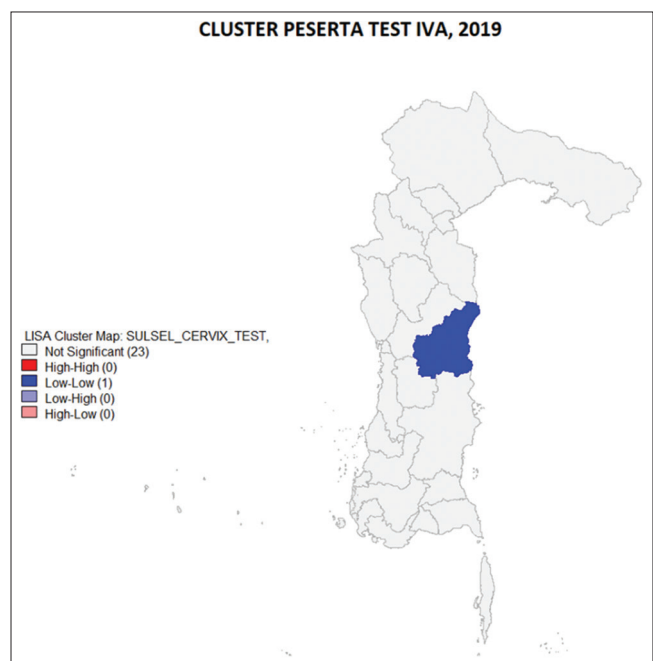 CLUSTER PESERTA TEST IVA, 2019
LISA Cluster Map: SULSEL_CERVIX_TEST,
Not Significant (23)
High-High (0)
Low-Low (1)
Low-High (0)
High-Low (0)